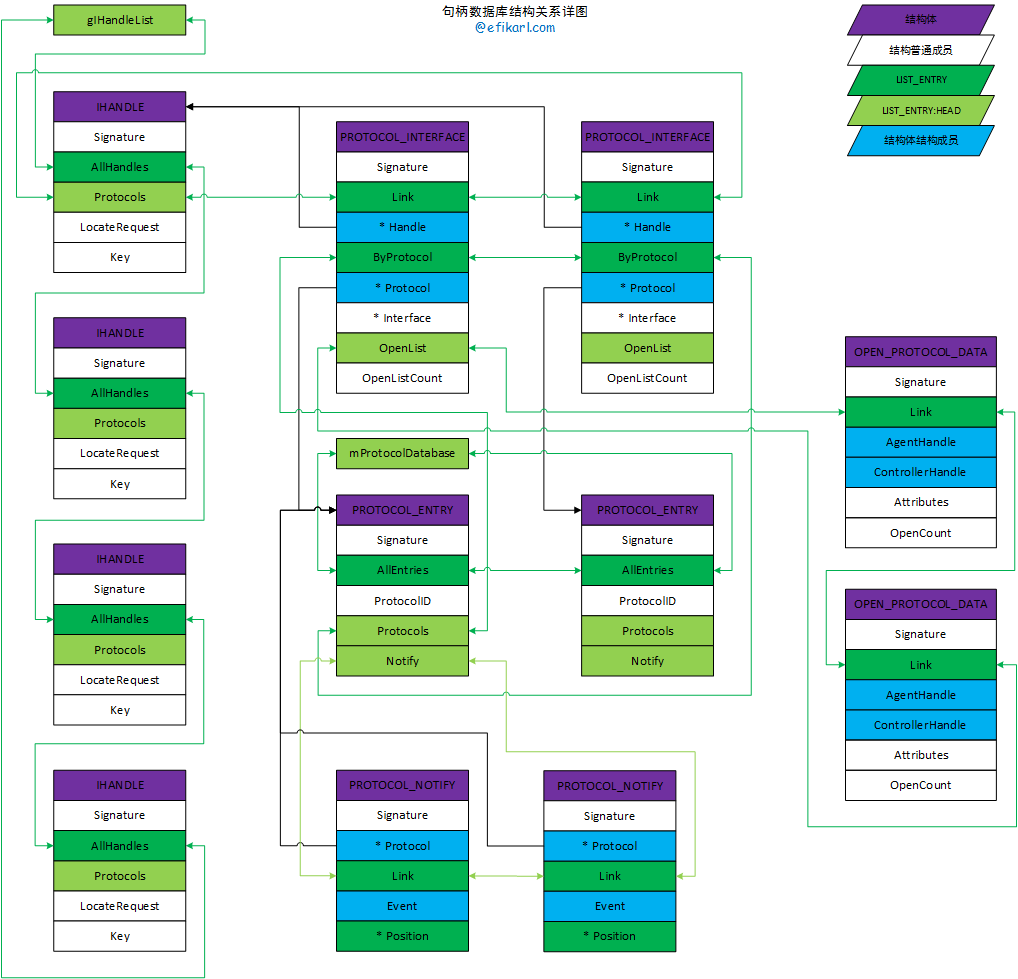 句柄数据库结构关系详图
@efikarl.com
结构体
结构普通成员
LIST_ENTRY
LIST_ENTRY:HEAD
结构体结构成员
gIHandleList
IHANDLE
Signature
AllHandles
Protocols
LocateRequest
Key
IHANDLE
Signature
AllHandles
Protocols
LocateRequest
Key
IHANDLE
Signature
AllHandles
Protocols
LocateRequest
Key
IHANDLE
Signature
AllHandles
Protocols
LocateRequest
Key
PROTOCOL_INTERFACE
Signature
Link
* Handle
ByProtocol
* Protocol
* Interface
OpenList
OpenListCount
PROTOCOL_INTERFACE
Signature
Link
* Handle
ByProtocol
* Protocol
* Interface
OpenList
OpenListCount
mProtocolDatabase
PROTOCOL_ENTRY
Signature
AllEntries
ProtocolID
Protocols
Notify
PROTOCOL_ENTRY
Signature
AllEntries
ProtocolID
Protocols
Notify
PROTOCOL_NOTIFY
Signature
* Protocol
Link
Event
* Position
PROTOCOL_NOTIFY
Signature
* Protocol
Link
Event
* Position
OPEN_PROTOCOL_DATA
Signature
Link
AgentHandle
ControllerHandle
Attributes
OpenCount
OPEN_PROTOCOL_DATA
Signature
Link
AgentHandle
ControllerHandle
Attributes
OpenCount